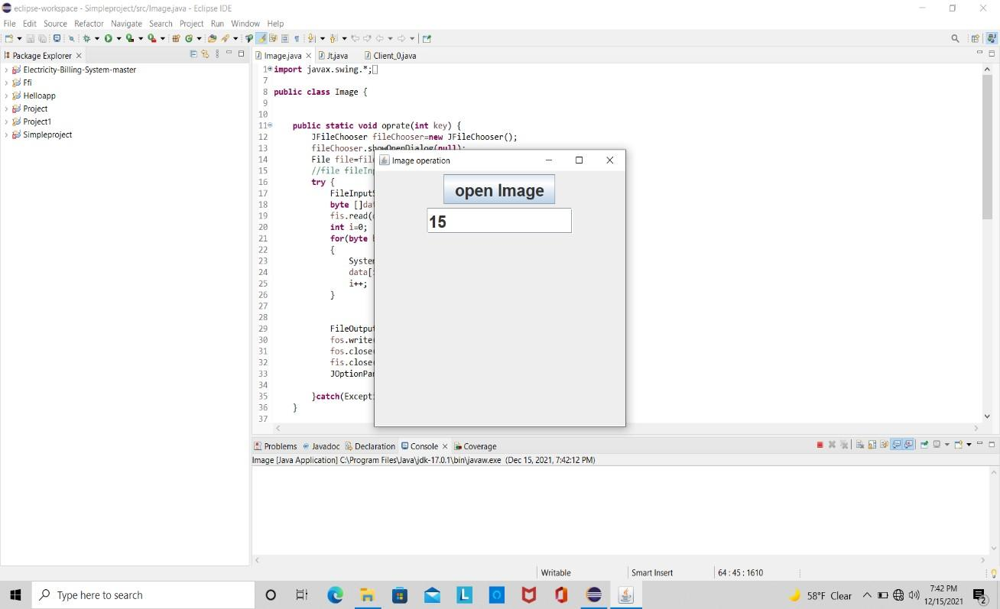 eclipse-workspace - Simpleproject/src/Image.java - Eclipse IDE
File Edit Source Refactor Navigate Search Project Run Window Help
Package Explorer
Image.java Jt.java Client_0.java
Electricity-Billing-System-master
Ffi
Helloapp
Project
Project1
Simpleproject
1 import javax.swing.*;
7
8 public class Image {
9
10
11 public static void oprate(int key) {
12 JFileChooser fileChooser=new JFileChooser();
13 fileChooser.showOpenDialog(null);
14 File file=file
15 //file fileInp
16 try {
17 FileInputS
18 byte []dat
19 fis.read(d
20 int i=0;
21 for(byte b
22 {
23 System
24 data[i
25 i++;
26 }
27
28
29 FileOutput
30 fos.write
31 fos.close
32 fis.close
33 JOptionPan
34
35 }catch(Excepti
36 }
37
Image operation
open Image
15
Problems Javadoc Declaration Console Coverage
Image [Java Application] C:\Program Files\Java\jdk-17.0.1\bin\javaw.exe (Dec 15, 2021, 7:42:12 PM)
Writable Smart Insert 64 : 45 : 1610
Type here to search
L
58°F Clear
7:42 PM
12/15/2021
2